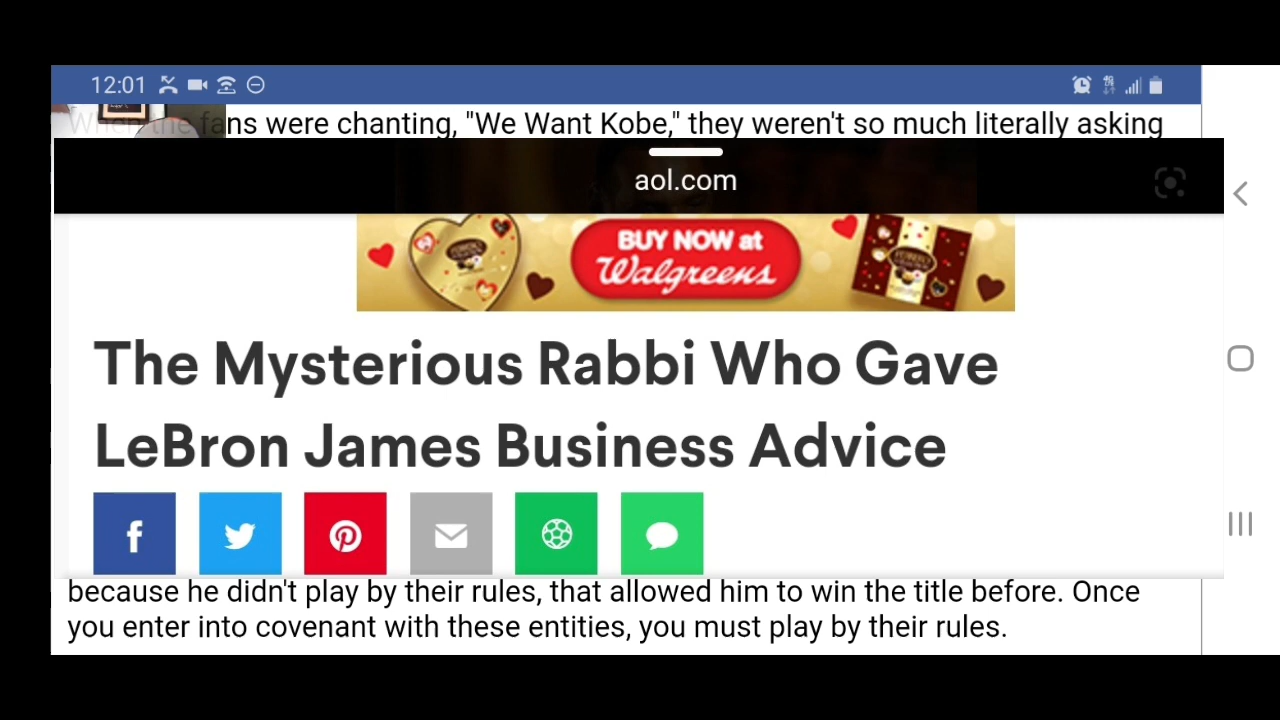 12:01
When the fans were chanting, "We Want Kobe," they weren't so much literally asking
aol.com
BUY NOW at
Walgreens
The Mysterious Rabbi Who Gave
LeBron James Business Advice
because he didn't play by their rules, that allowed him to win the title before. Once
you enter into covenant with these entities, you must play by their rules.